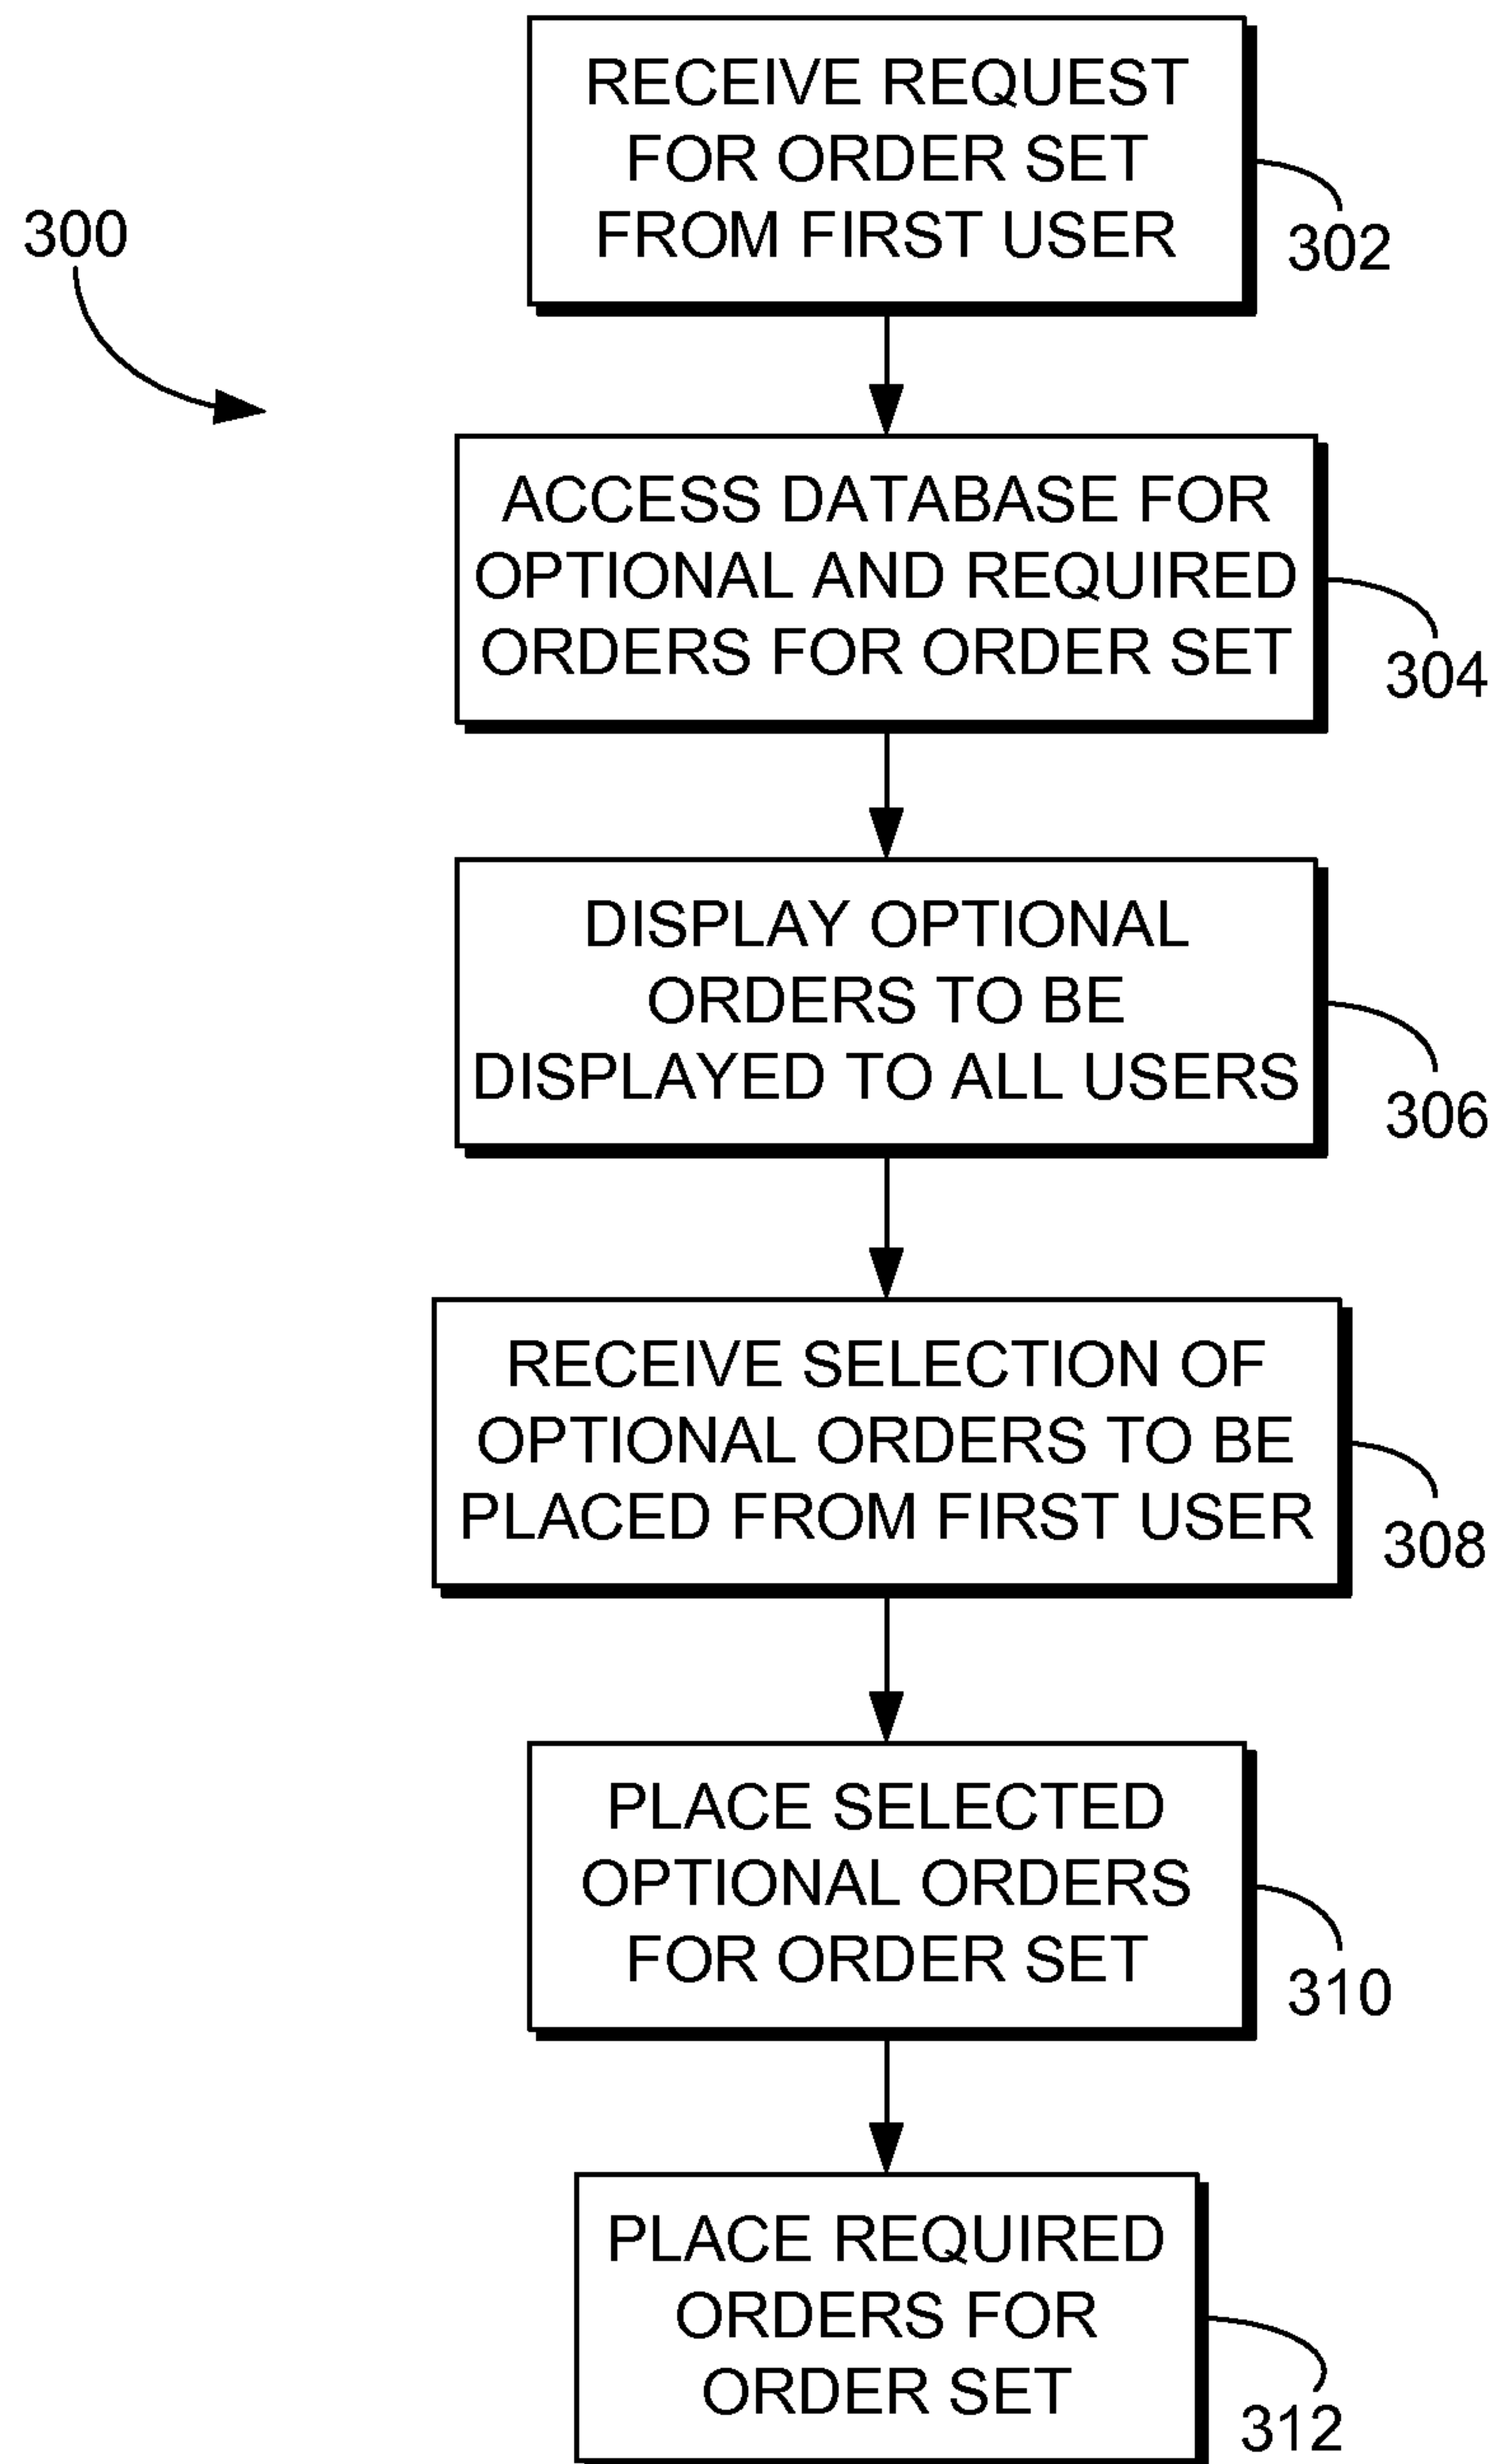 RECEIVE REQUEST
FOR ORDER SET
FROM FIRST USER
302
300
ACCESS DATABASE FOR
OPTIONAL AND REQUIRED
ORDERS FOR ORDER SET
304
DISPLAY OPTIONAL
ORDERS TO BE
DISPLAYED TO ALL USERS
306
RECEIVE SELECTION OF
OPTIONAL ORDERS TO BE
PLACED FROM FIRST USER
308
PLACE SELECTED
OPTIONAL ORDERS
FOR ORDER SET
310
PLACE REQUIRED
ORDERS FOR
ORDER SET
312